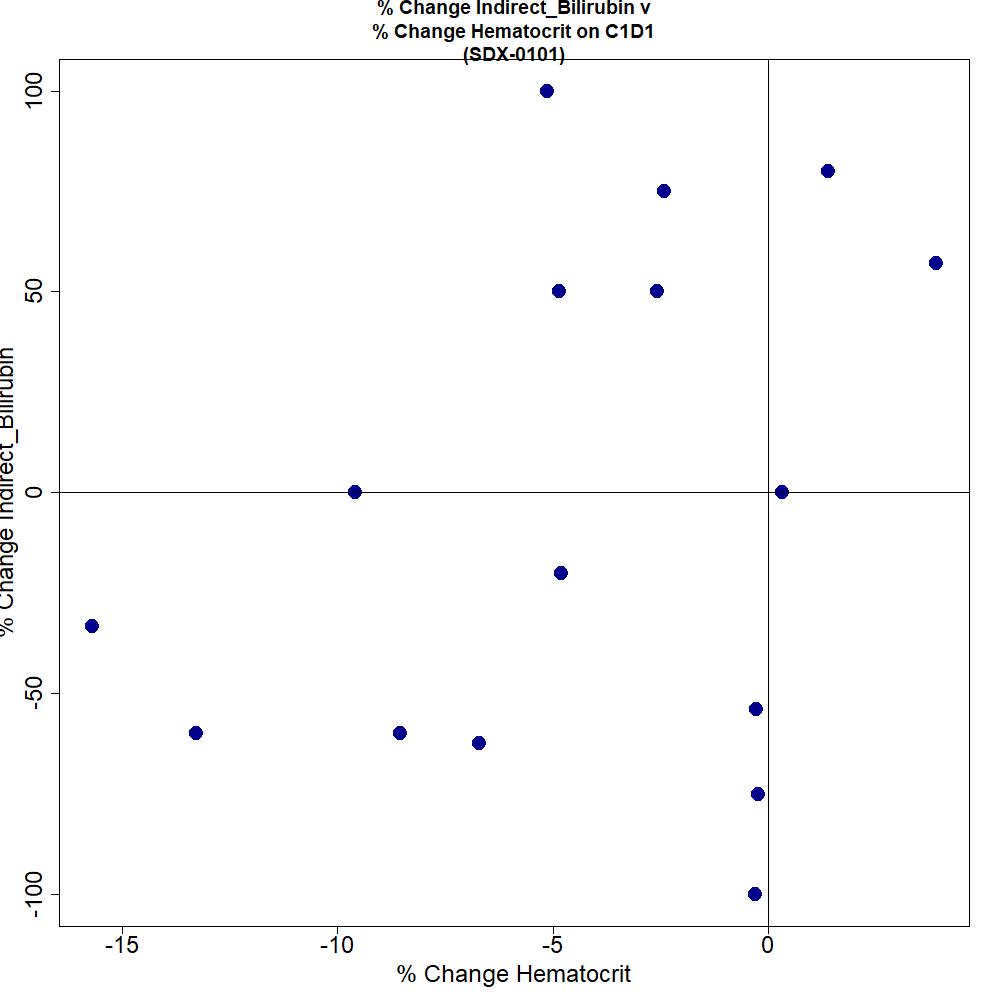 % Change Indirect_Bilirubin v
% Change Hematocrit on C1D1
(SDX-0101)
100
50
0
-50
-100
% Change Indirect_Bilirubin
-15
-10
-5
0
% Change Hematocrit